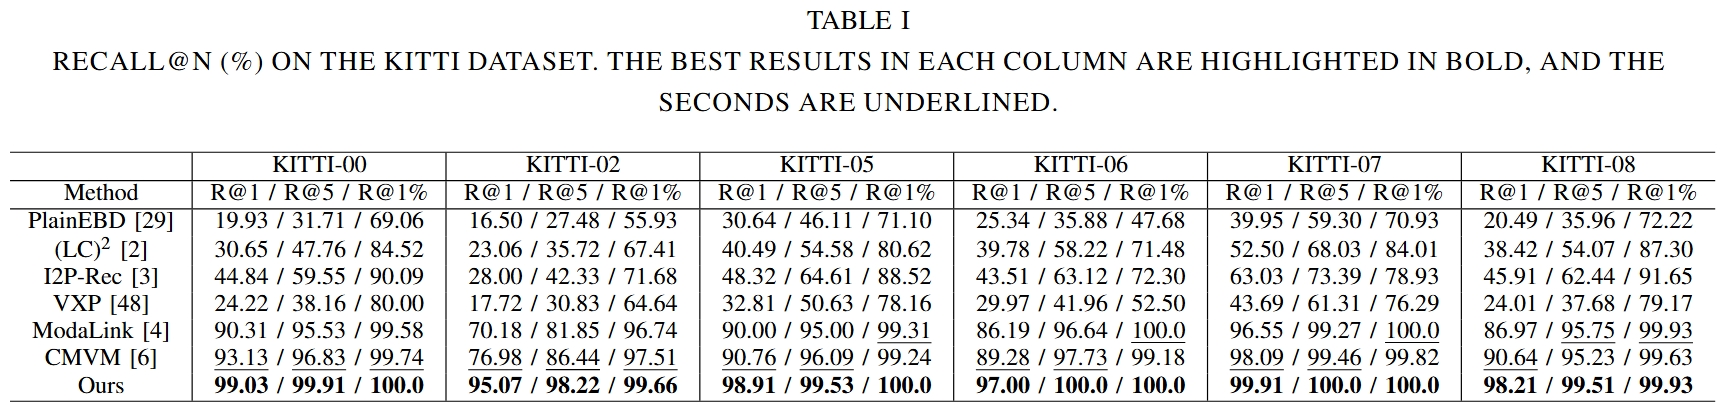 TABLE I
RECALL@N (%) ON THE KITTI DATASET. THE BEST RESULTS IN EACH COLUMN ARE HIGHLIGHTED IN BOLD, AND THE
SECONDS ARE UNDERLINED.
KITTI-00 KITTI-02 KITTI-05 KITTI-06 KITTI-07 KITTI-08
Method R@1 / R@5 / R@1% R@1 / R@5 / R@1% R@1 / R@5 / R@1% R@1 / R@5 / R@1% R@1 / R@5 / R@1% R@1 / R@5 / R@1%
PlainEBD [29] 19.93 / 31.71 / 69.06 16.50 / 27.48 / 55.93 30.64 / 46.11 / 71.10 25.34 / 35.88 / 47.68 39.95 / 59.30 / 70.93 20.49 / 35.96 / 72.22
(LC)² [2] 30.65 / 47.76 / 84.52 23.06 / 35.72 / 67.41 40.49 / 54.58 / 80.62 39.78 / 58.22 / 71.48 52.50 / 68.03 / 84.01 38.42 / 54.07 / 87.30
I2P-Rec [3] 44.84 / 59.55 / 90.09 28.00 / 42.33 / 71.68 48.32 / 64.61 / 88.52 43.51 / 63.12 / 72.30 63.03 / 73.39 / 78.93 45.91 / 62.44 / 91.65
VXP [48] 24.22 / 38.16 / 80.00 17.72 / 30.83 / 64.64 32.81 / 50.63 / 78.16 29.97 / 41.96 / 52.50 43.69 / 61.31 / 76.29 24.01 / 37.68 / 79.17
ModaLink [4] 90.31 / 95.53 / 99.58 70.18 / 81.85 / 96.74 90.00 / 95.00 / 99.31 86.19 / 96.64 / 100.0 96.55 / 99.27 / 100.0 86.97 / 95.75 / 99.93
CMVM [6] 93.13 / 96.83 / 99.74 76.98 / 86.44 / 97.51 90.76 / 96.09 / 99.24 89.28 / 97.73 / 99.18 98.09 / 99.46 / 99.82 90.64 / 95.23 / 99.63
Ours 99.03 / 99.91 / 100.0 95.07 / 98.22 / 99.66 98.91 / 99.53 / 100.0 97.00 / 100.0 / 100.0 99.91 / 100.0 / 100.0 98.21 / 99.51 / 99.93